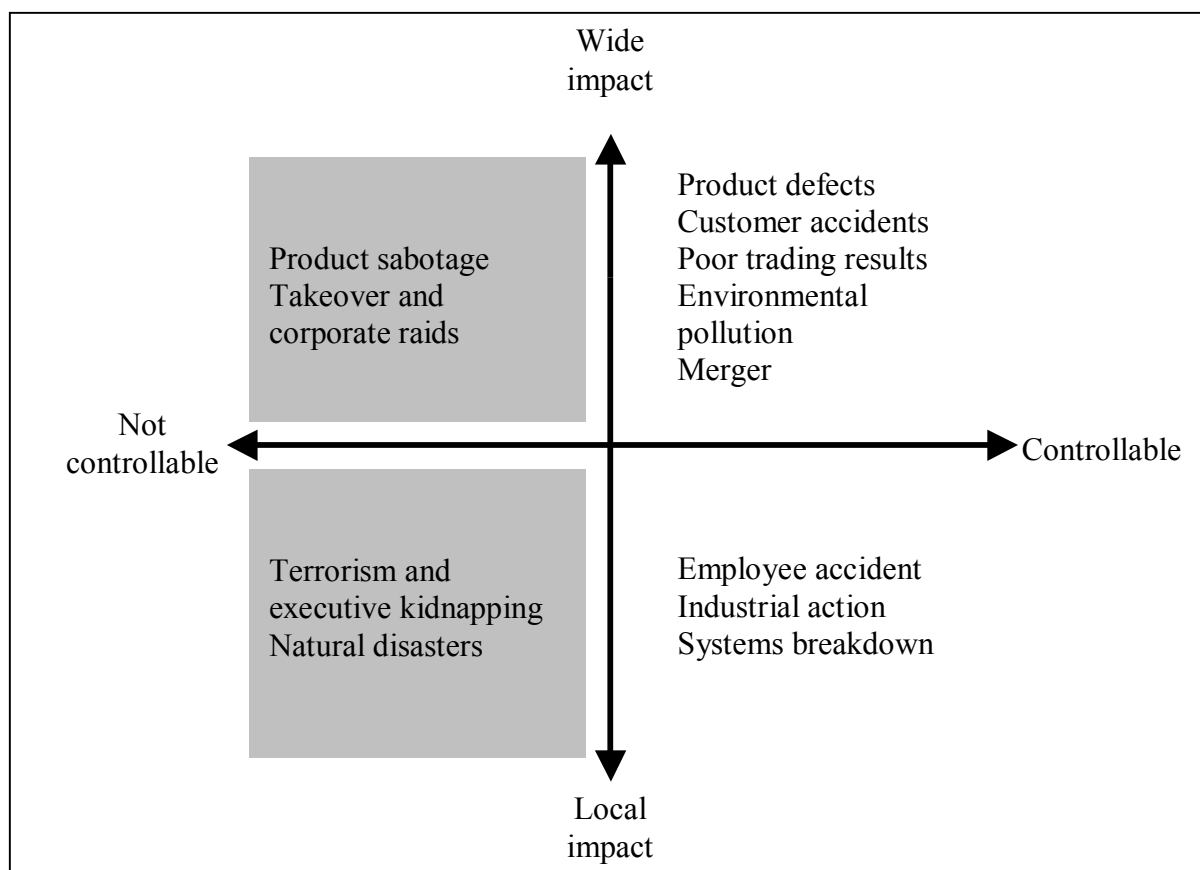 Wide
impact
Product defects
Customer accidents
Poor trading results
Environmental
pollution
Merger
Product sabotage
Takeover and
corporate raids
Not
controllable
Controllable
Terrorism and
executive kidnapping
Natural disasters
Employee accident
Industrial action
Systems breakdown
Local
impact